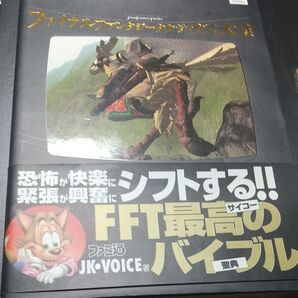 ファイナルファンタジータクティクス大全
恐怖が快楽に
緊張が興奮に
シフトする!!
FFT最高の
サイコー
バイブル
聖典
ファミ通
JK・VOICE著